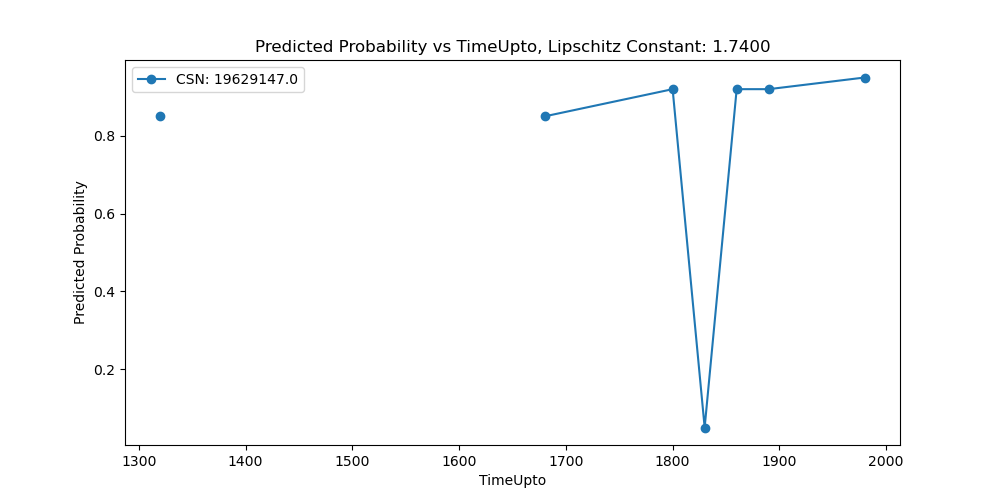 Predicted Probability vs TimeUpto, Lipschitz Constant: 1.7400
CSN: 19629147.0
0.8
0.6
0.4
0.2
Predicted Probability
1300 1400 1500 1600 1700 1800 1900 2000
TimeUpto